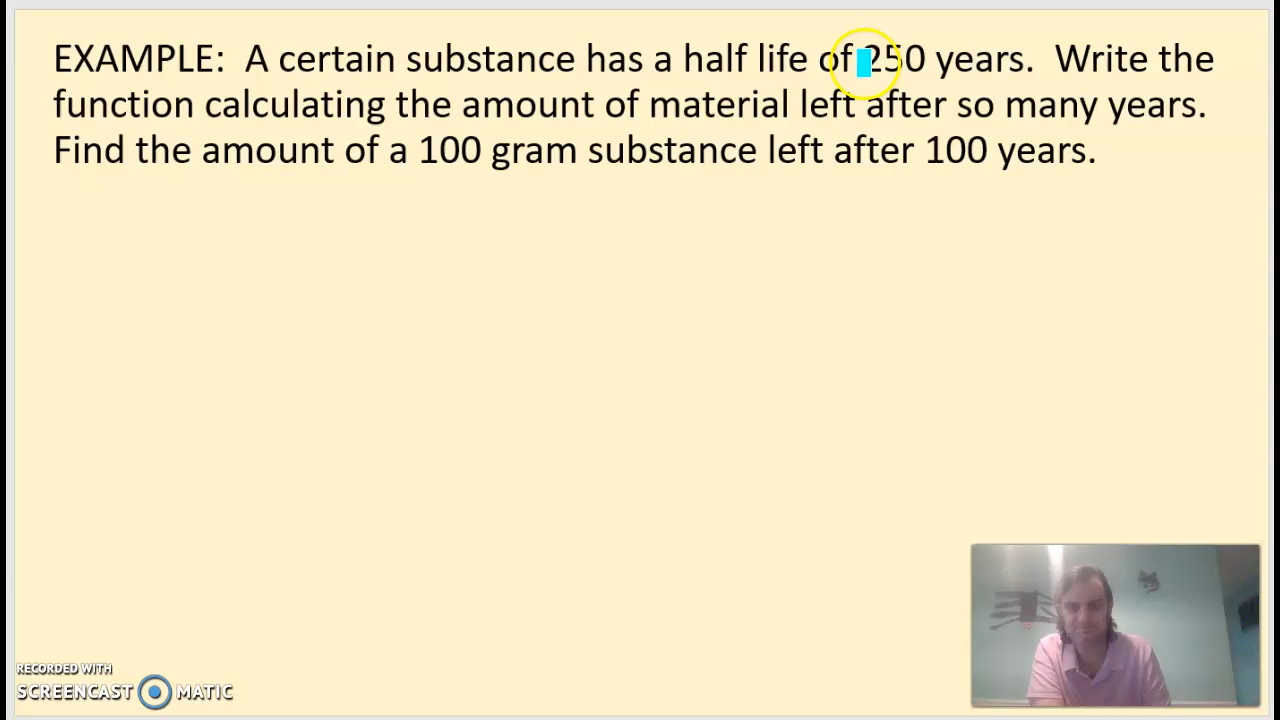 EXAMPLE:  A certain substance has a half life of 250 years.  Write the
function calculating the amount of material left after so many years.
Find the amount of a 100 gram substance left after 100 years.
RECORDED WITH
SCREENCAST MATIC